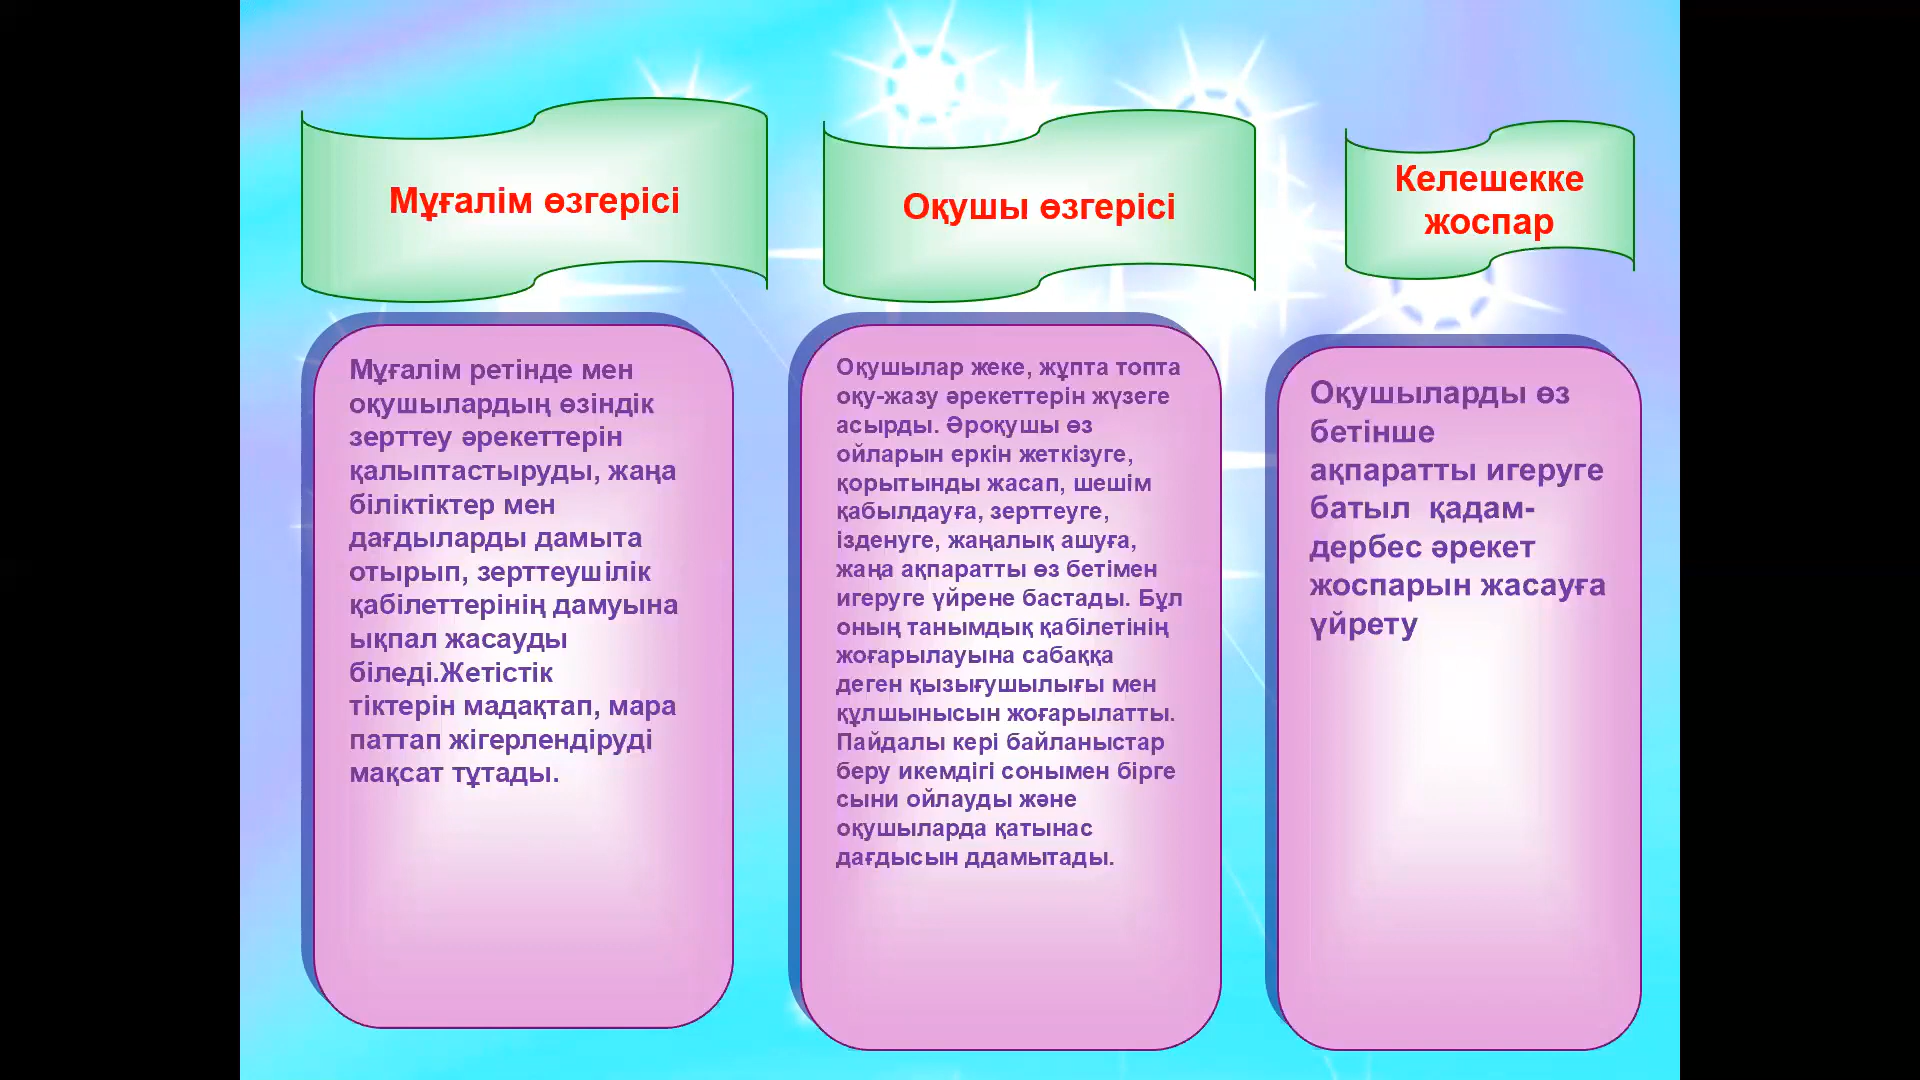 Мұғалім өзгерісі
Мұғалім ретінде мен
оқушылардың өзіндік
зерттеу әрекеттерін
қалыптастыруды, жаңа
біліктіктер мен
дағдыларды дамыта
отырып, зерттеушілік
қабілеттерінің дамуына
ықпал жасауды
біледі.Жетістік
тіктерін мадақтап, мара
паттап жігерлендіруді
мақсат тұтады.
Оқушы өзгерісі
Оқушылар жеке, жұпта топта
оқу-жазу әрекеттерін жүзеге
асырды. Әроқушы өз
ойларын еркін жеткізуге,
қорытынды жасап, шешім
қабылдауға, зерттеуге,
ізденуге, жаңалық ашуға,
жаңа ақпаратты өз бетімен
игеруге үйрене бастады. Бұл
оның танымдық қабілетінің
жоғарылауына сабаққа
деген қызығушылығы мен
құлшынысын жоғарылатты.
Пайдалы кері байланыстар
беру икемдігі сонымен бірге
сыни ойлауды және
оқушыларда қатынас
дағдысын ддамытады.
Келешекке
жоспар
Оқушыларды өз
бетінше
ақпаратты игеруге
батыл  қадам-
дербес әрекет
жоспарын жасауға
үйрету